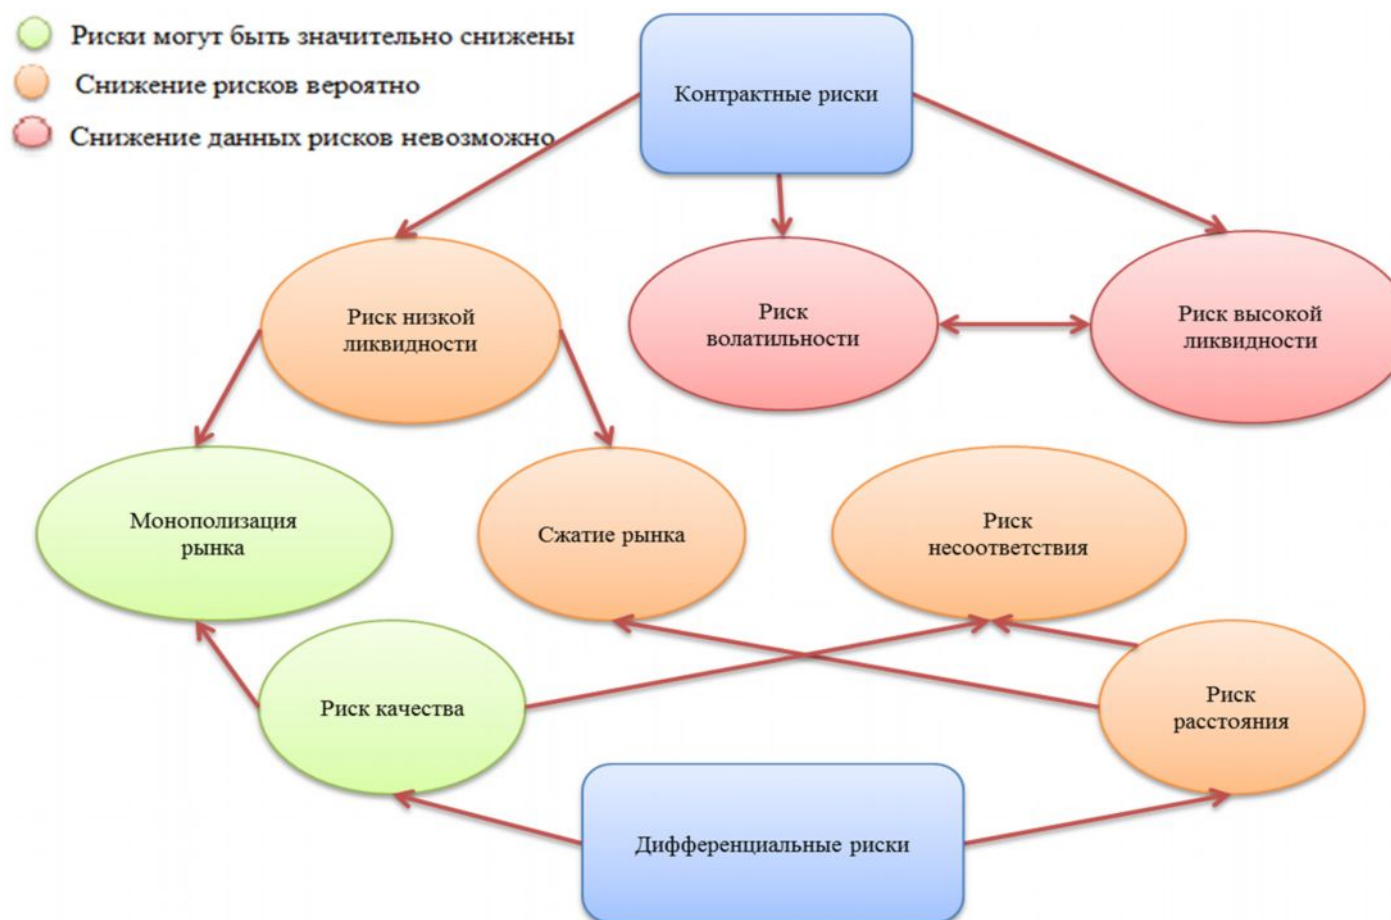 Риски могут быть значительно снижены
Снижение рисков вероятно
Снижение данных рисков невозможно
Контрактные риски
Риск низкой
ликвидности
Риск
волатильности
Риск высокой
ликвидности
Монополизация
рынка
Сжатие рынка
Риск
несоответствия
Риск качества
Риск
расстояния
Дифференциальные риски